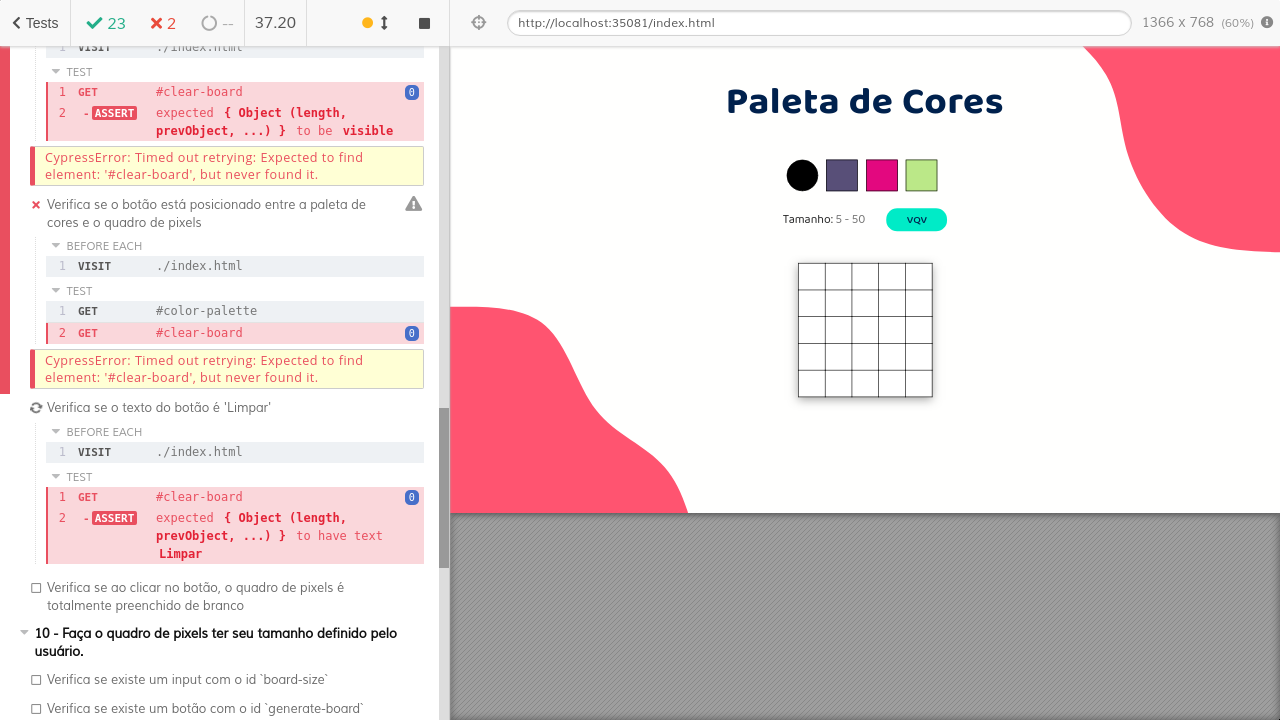 Tests 23 2 -- 37.20 http://localhost:35081/index.html 1366 x 768 (60%)
1 VISIT ./index.html
TEST
1 GET #clear-board 0
2 -ASSERT expected { Object (length,
prevObject, ...) } to be visible
CypressError: Timed out retrying: Expected to find
element: '#clear-board', but never found it.
Verifica se o botão está posicionado entre a paleta de
cores e o quadro de pixels
BEFORE EACH
1 VISIT ./index.html
TEST
1 GET #color-palette
2 GET #clear-board 0
CypressError: Timed out retrying: Expected to find
element: '#clear-board', but never found it.
Verifica se o texto do botão é 'Limpar'
BEFORE EACH
1 VISIT ./index.html
TEST
1 GET #clear-board 0
2 -ASSERT expected { Object (length,
prevObject, ...) } to have text
Limpar
Verifica se ao clicar no botão, o quadro de pixels é
totalmente preenchido de branco
10 - Faça o quadro de pixels ter seu tamanho definido pelo
usuário.
Verifica se existe um input com o id `board-size`
Verifica se existe um botão com o id `generate-board`
Paleta de Cores
Tamanho: 5 - 50 VQV